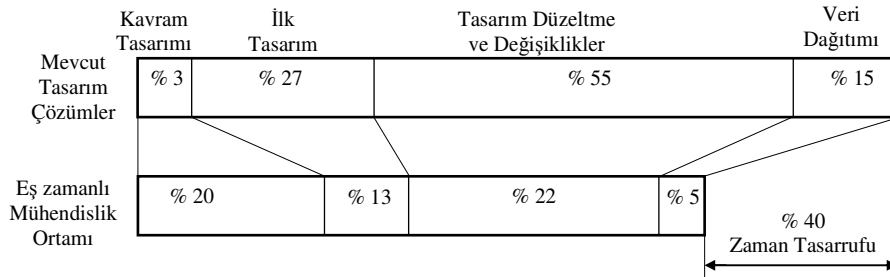 Kavram Tasarımı
İlk Tasarım
Tasarım Düzeltme ve Değişiklikler
Veri Dağıtımı
Mevcut Tasarım Çözümler
% 3
% 27
% 55
% 15
Eş zamanlı Mühendislik Ortamı
% 20
% 13
% 22
% 5
% 40
Zaman Tasarrufu